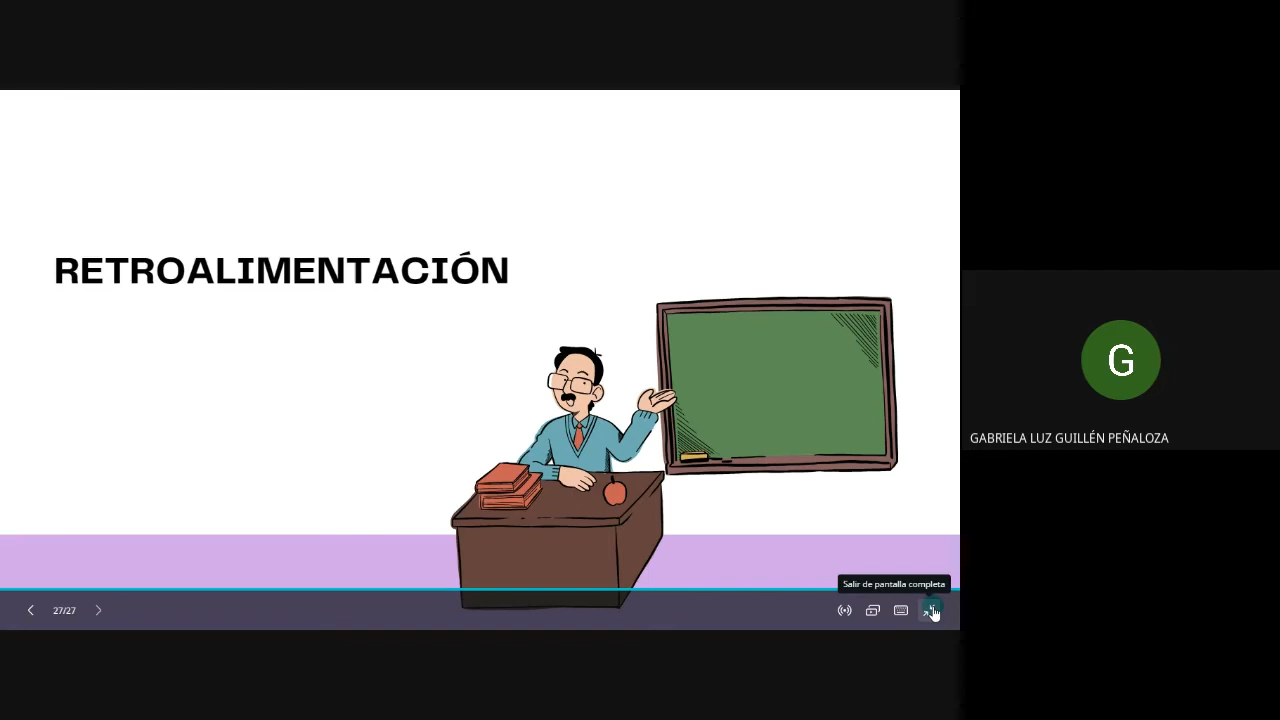 RETROALIMENTACIÓN
Salir de pantalla completa
27/27
G
GABRIELA LUZ GUILLÉN PEÑALOZA